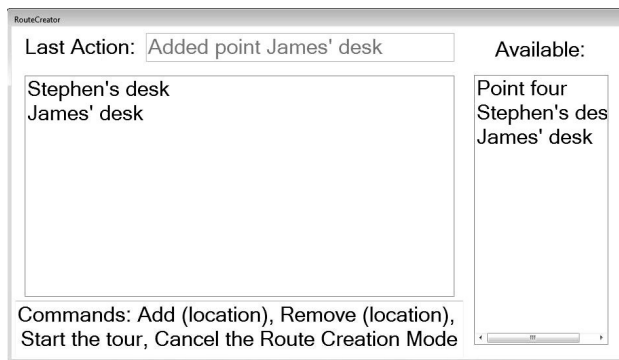 RouteCreator
Last Action: Added point James' desk
Available:
Stephen's desk
James' desk
Point four
Stephen's des
James' desk
Commands: Add (location), Remove (location),
Start the tour, Cancel the Route Creation Mode